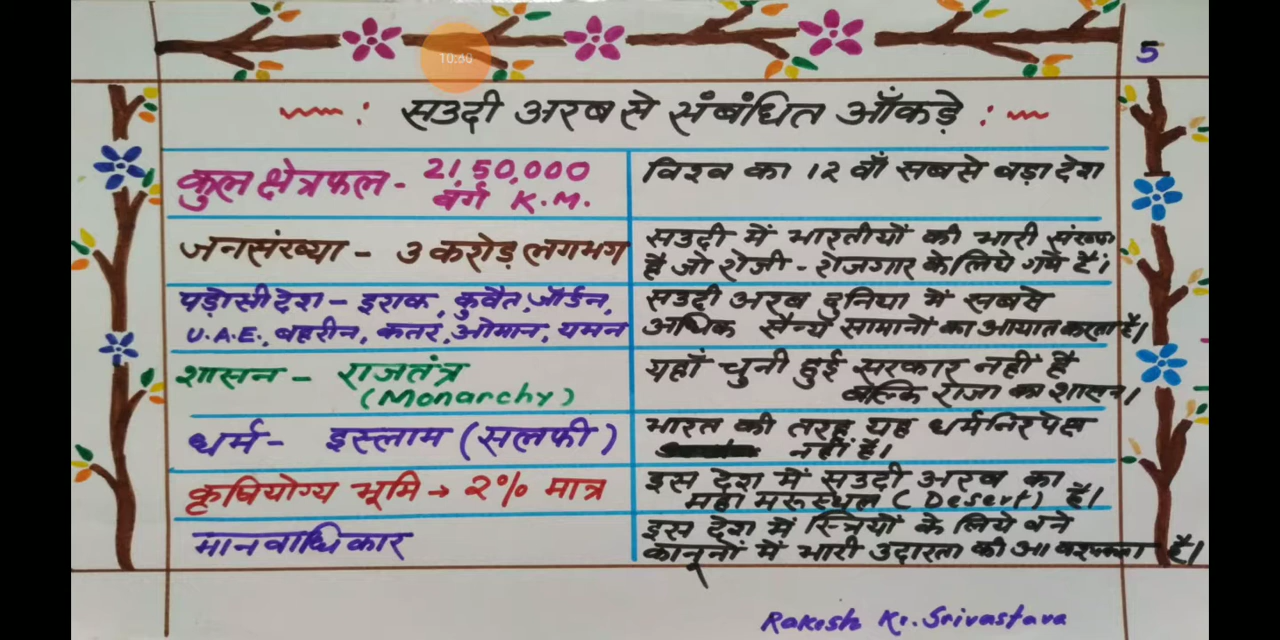 5
सउदी अरब से संबंधित आँकड़े
कुल क्षेत्रफल - 2150,000
वर्ग K.M.
विश्व का 12 वाँ सबसे बड़ा देश
जनसंख्या - 3 करोड़ लगभग
सउदी में भारतीयों की भारी संख्या
है जो रोजी - रोजगार के लिये गये हैं।
पड़ोसी देश - इराक, कुवैत, जॉर्डन,
U.A.E., बहरीन, कतर, ओमान, यमन
सउदी अरब दुनिया में सबसे
अधिक सैन्य सामानों का आयात करता है।
शासन - राजतंत्र
(Monarchy)
यहाँ चुनी हुई सरकार नहीं है
बल्कि राजा का शासन।
धर्म - इस्लाम (सलफी)
भारत की तरह यह धर्मनिरपेक्ष
नहीं है।
कृषियोग्य भूमि → 2% मात्र
इस देश में सउदी अरब का
महा मरुस्थल (Desert) है।
मानवाधिकार
इस देश में स्त्रियों के लिये बने
कानूनों में भारी उदारता की आवश्यकता है।
Rakesh Kr. Srivastava